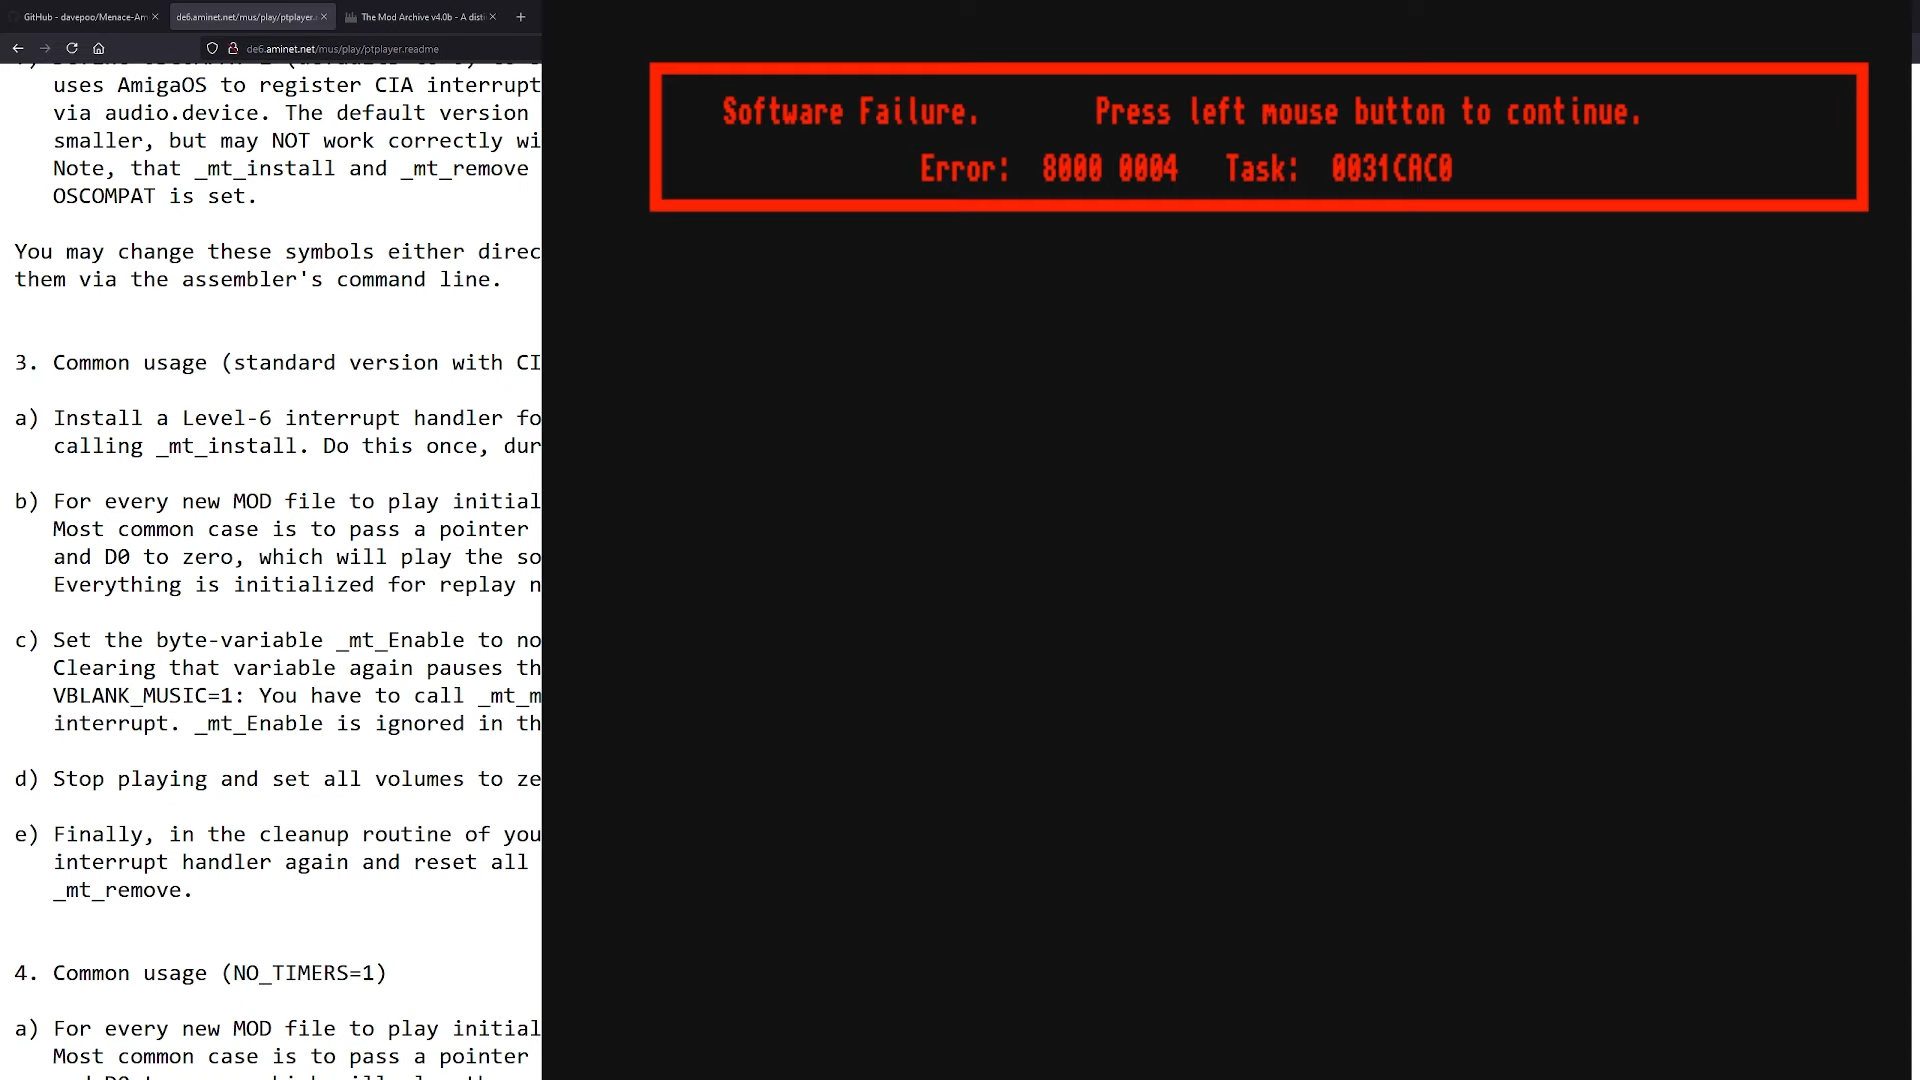 GitHub - davepoo/Menace-Am
de6.aminet.net/mus/play/ptplayer.r
The Mod Archive v4.0b - A disti
de6.aminet.net/mus/play/ptplayer.readme
uses AmigaOS to register CIA interrupt
via audio.device. The default version
smaller, but may NOT work correctly wi
Note, that _mt_install and _mt_remove
OSCOMPAT is set.
You may change these symbols either direc
them via the assembler's command line.
3. Common usage (standard version with CI
a) Install a Level-6 interrupt handler fo
calling _mt_install. Do this once, dur
b) For every new MOD file to play initial
Most common case is to pass a pointer
and D0 to zero, which will play the so
Everything is initialized for replay n
c) Set the byte-variable _mt_Enable to no
Clearing that variable again pauses th
VBLANK_MUSIC=1: You have to call _mt_m
interrupt. _mt_Enable is ignored in th
d) Stop playing and set all volumes to ze
e) Finally, in the cleanup routine of you
interrupt handler again and reset all
_mt_remove.
4. Common usage (NO_TIMERS=1)
a) For every new MOD file to play initial
Most common case is to pass a pointer
Software Failure. Press left mouse button to continue.
Error: 8000 0004 Task: 0031CAC0